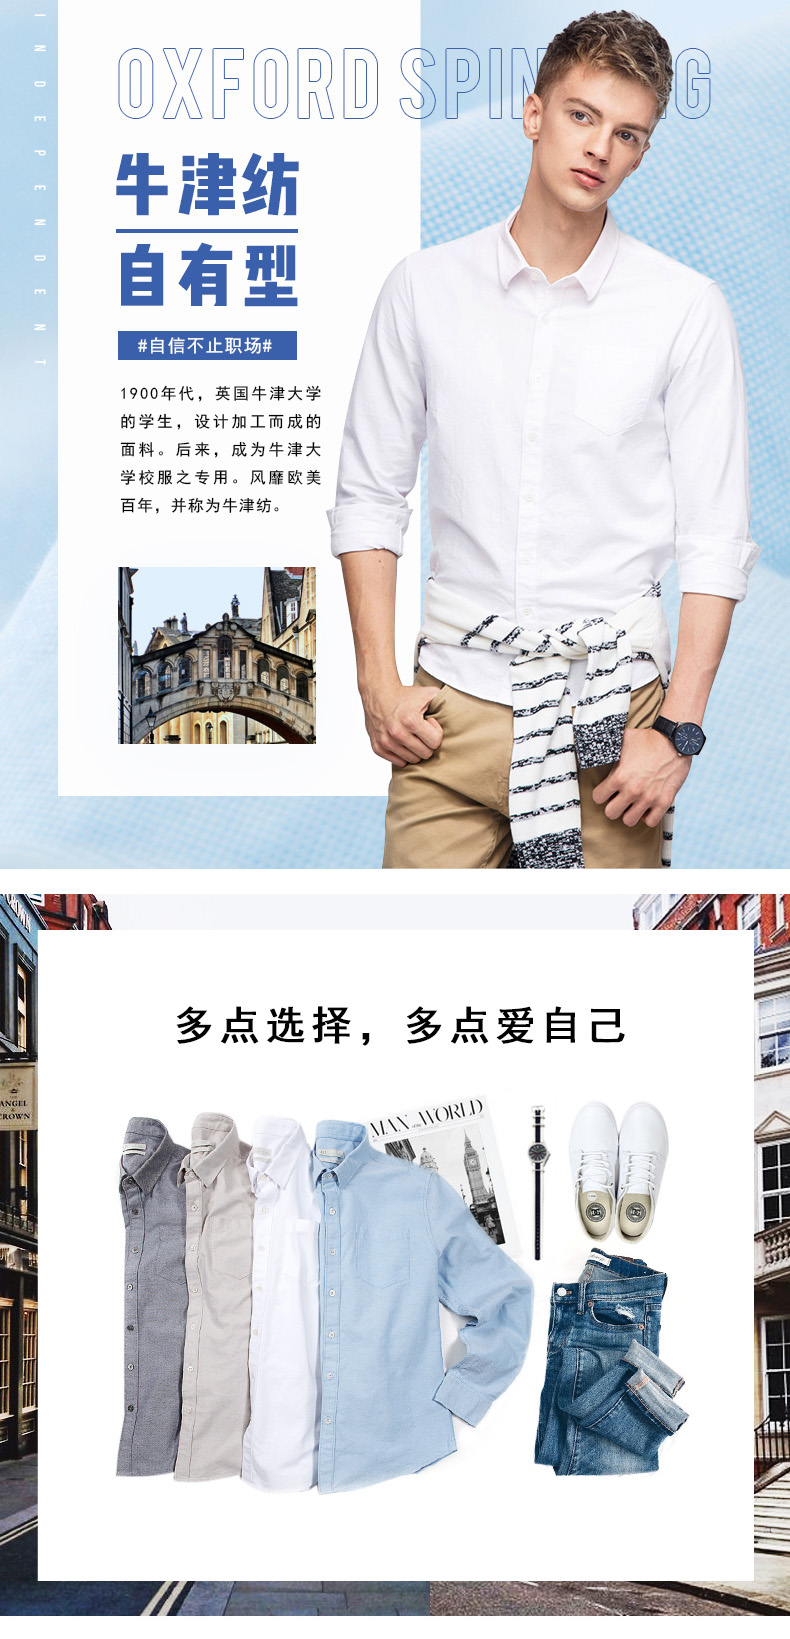 INDEPENDENT
OXFORD SPIN G
牛津纺
自有型
#自信不止职场#
1900年代，英国牛津大学
的学生，设计加工而成的
面料。后来，成为牛津大
学校服之专用。风靡欧美
百年，并称为牛津纺。
多点选择，多点爱自己
MAN WORLD
CROWN
ANGEL
&
CROWN